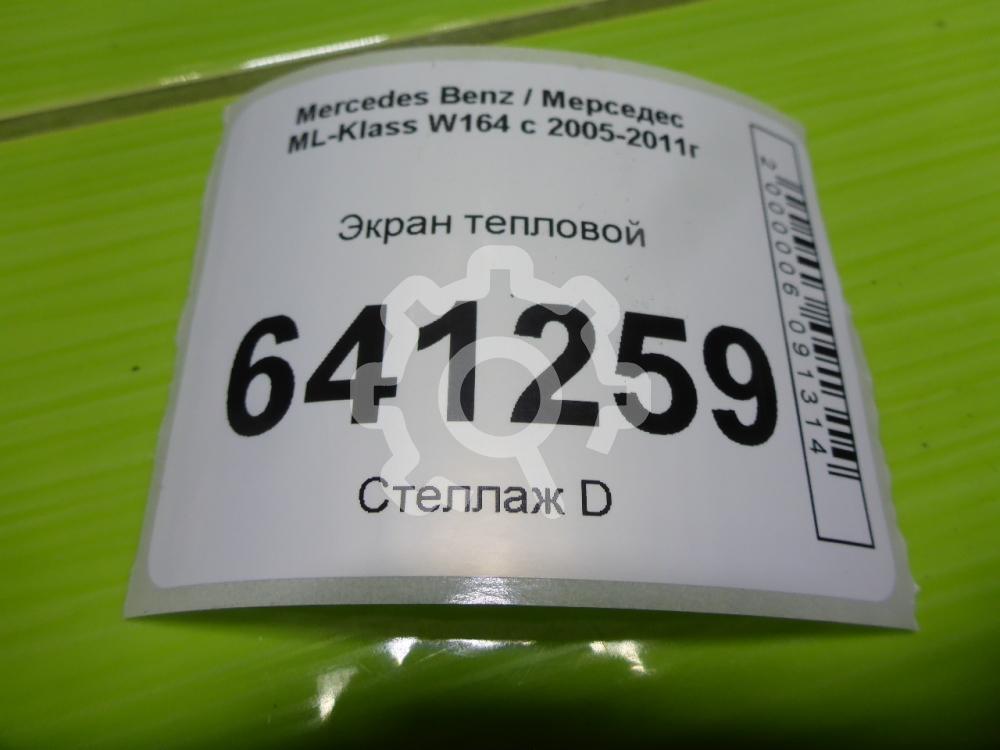 Mercedes Benz / Мерседес
ML-Klass W164 с 2005-2011г
Экран тепловой
641259
Стеллаж D
2000006091314